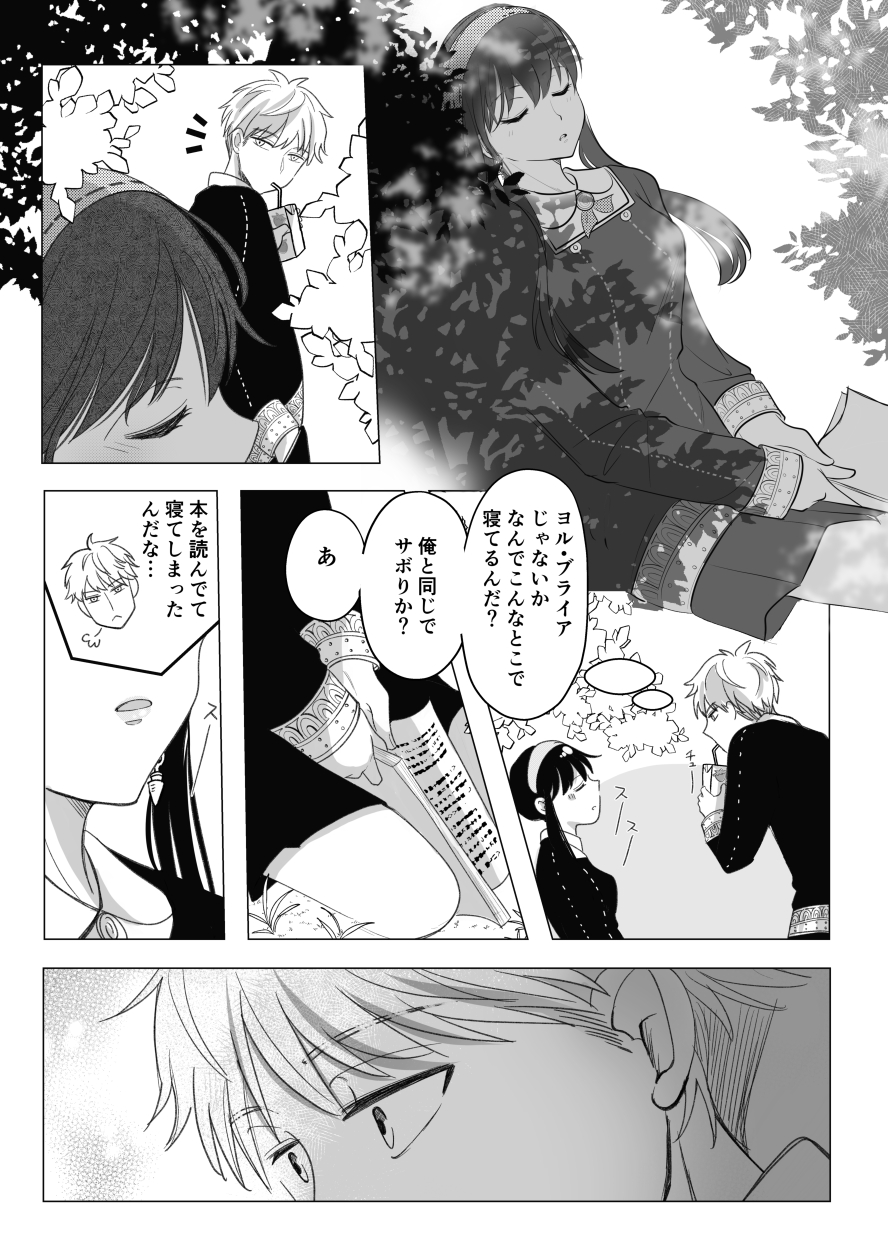 ヨル・ブライア
じゃないか
なんでこんなとこで
寝てるんだ？
チュー
スースー
俺と同じで
サボりか？
あ
本を読んでて
寝てしまった
んだな…
スー